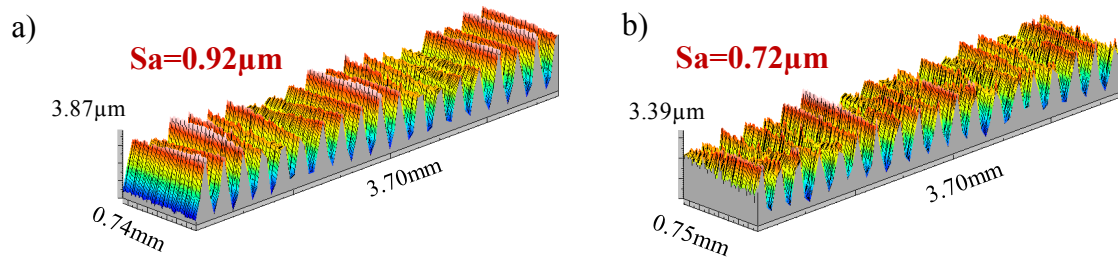 a)
Sa=0.92µm
3.87µm
0.74mm
3.70mm
b)
Sa=0.72µm
3.39µm
0.75mm
3.70mm